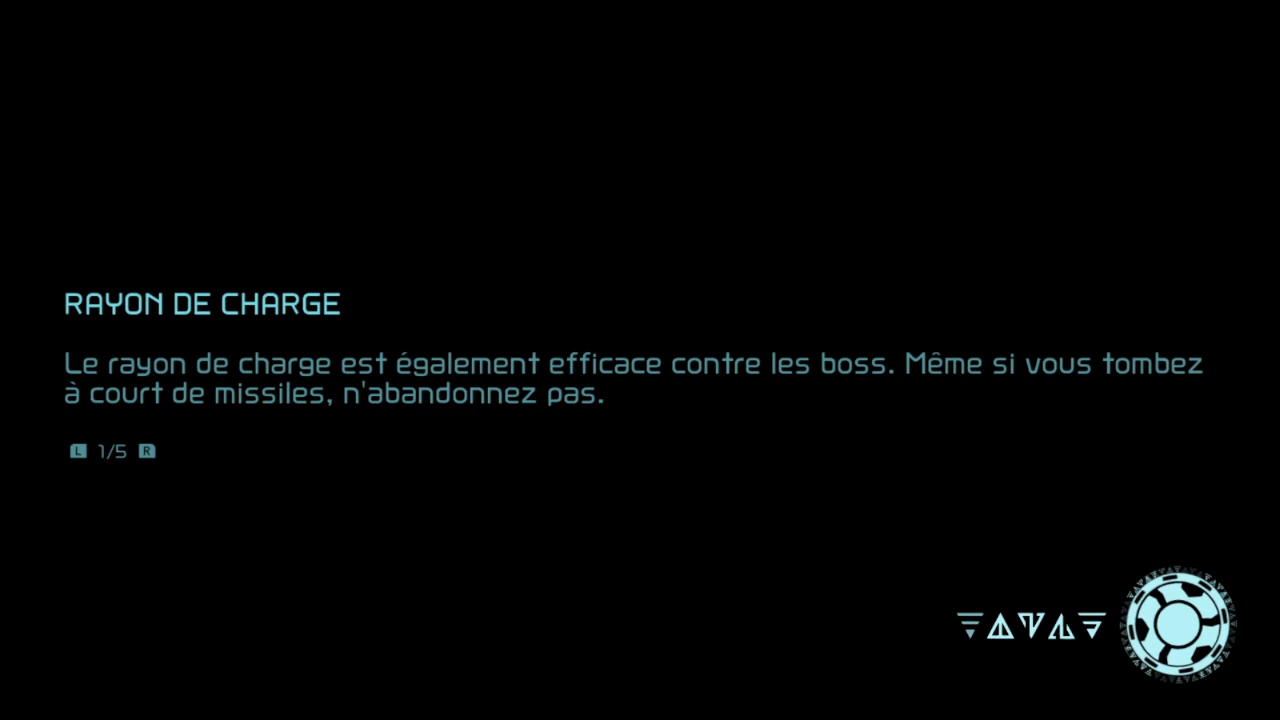 RAYON DE CHARGE
Le rayon de charge est également efficace contre les boss. Même si vous tombez
à court de missiles, n'abandonnez pas.
L 1/5 R